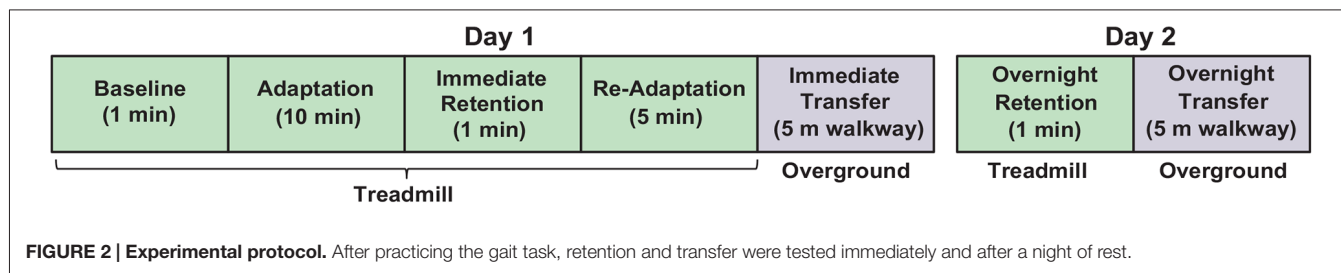 Day 1
Baseline
(1 min)
Adaptation
(10 min)
Immediate
Retention
(1 min)
Re-Adaptation
(5 min)
Immediate
Transfer
(5 m walkway)
Treadmill
Overground
Day 2
Overnight
Retention
(1 min)
Overnight
Transfer
(5 m walkway)
Treadmill
Overground
FIGURE 2 | Experimental protocol. After practicing the gait task, retention and transfer were tested immediately and after a night of rest.